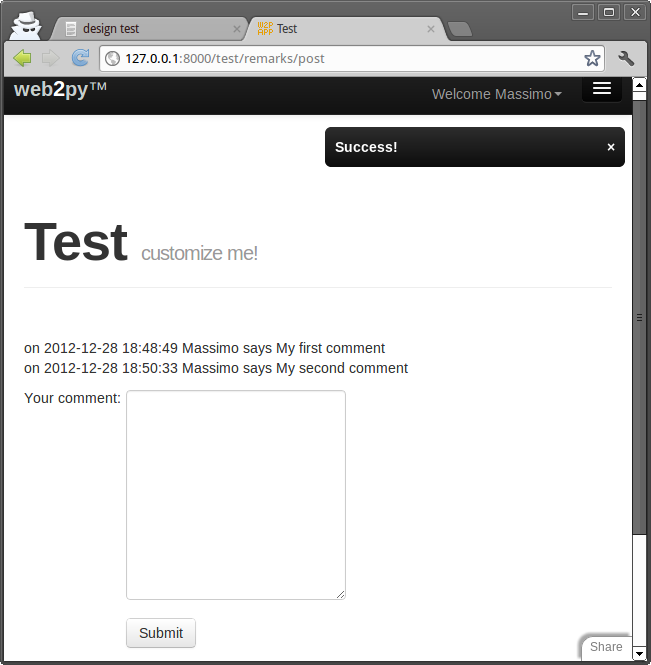 design test
W2P APP Test
127.0.0.1:8000/test/remarks/post
web2py™ Welcome Massimo
Success! ×
Test customize me!
on 2012-12-28 18:48:49 Massimo says My first comment
on 2012-12-28 18:50:33 Massimo says My second comment
Your comment:
Submit
Share